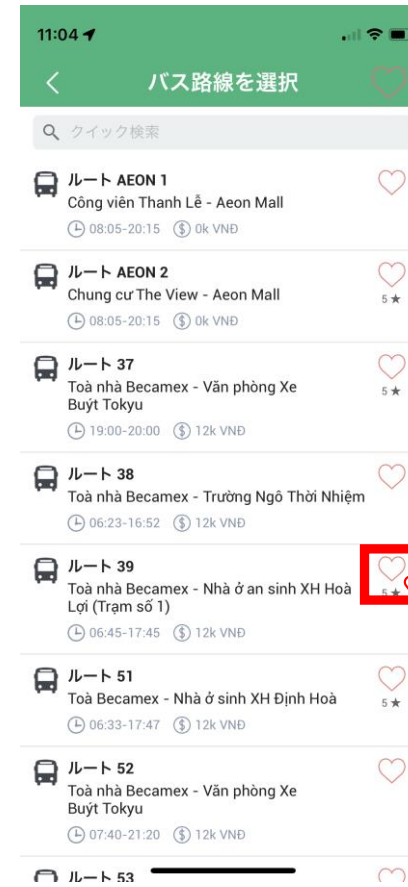 11:04
バス路線を選択
クイック検索
ルート AEON 1
Công viên Thanh Lễ - Aeon Mall
08:05-20:15 $ 0k VNĐ
ルート AEON 2
Chung cư The View - Aeon Mall
5 ★
08:05-20:15 $ 0k VNĐ
ルート 37
Toà nhà Becamex - Văn phòng Xe
5 ★
Buýt Tokyu
19:00-20:00 $ 12k VNĐ
ルート 38
Toà nhà Becamex - Trường Ngô Thời Nhiệm
06:23-16:52 $ 12k VNĐ
ルート 39
Toà nhà Becamex - Nhà ở an sinh XH Hoà
5 ★
Lợi (Trạm số 1)
06:45-17:45 $ 12k VNĐ
ルート 51
Toà Becamex - Nhà ở sinh XH Định Hoà
5 ★
06:33-17:47 $ 12k VNĐ
ルート 52
Toà nhà Becamex - Văn phòng Xe
Buýt Tokyu
07:40-21:20 $ 12k VNĐ
ルート 53